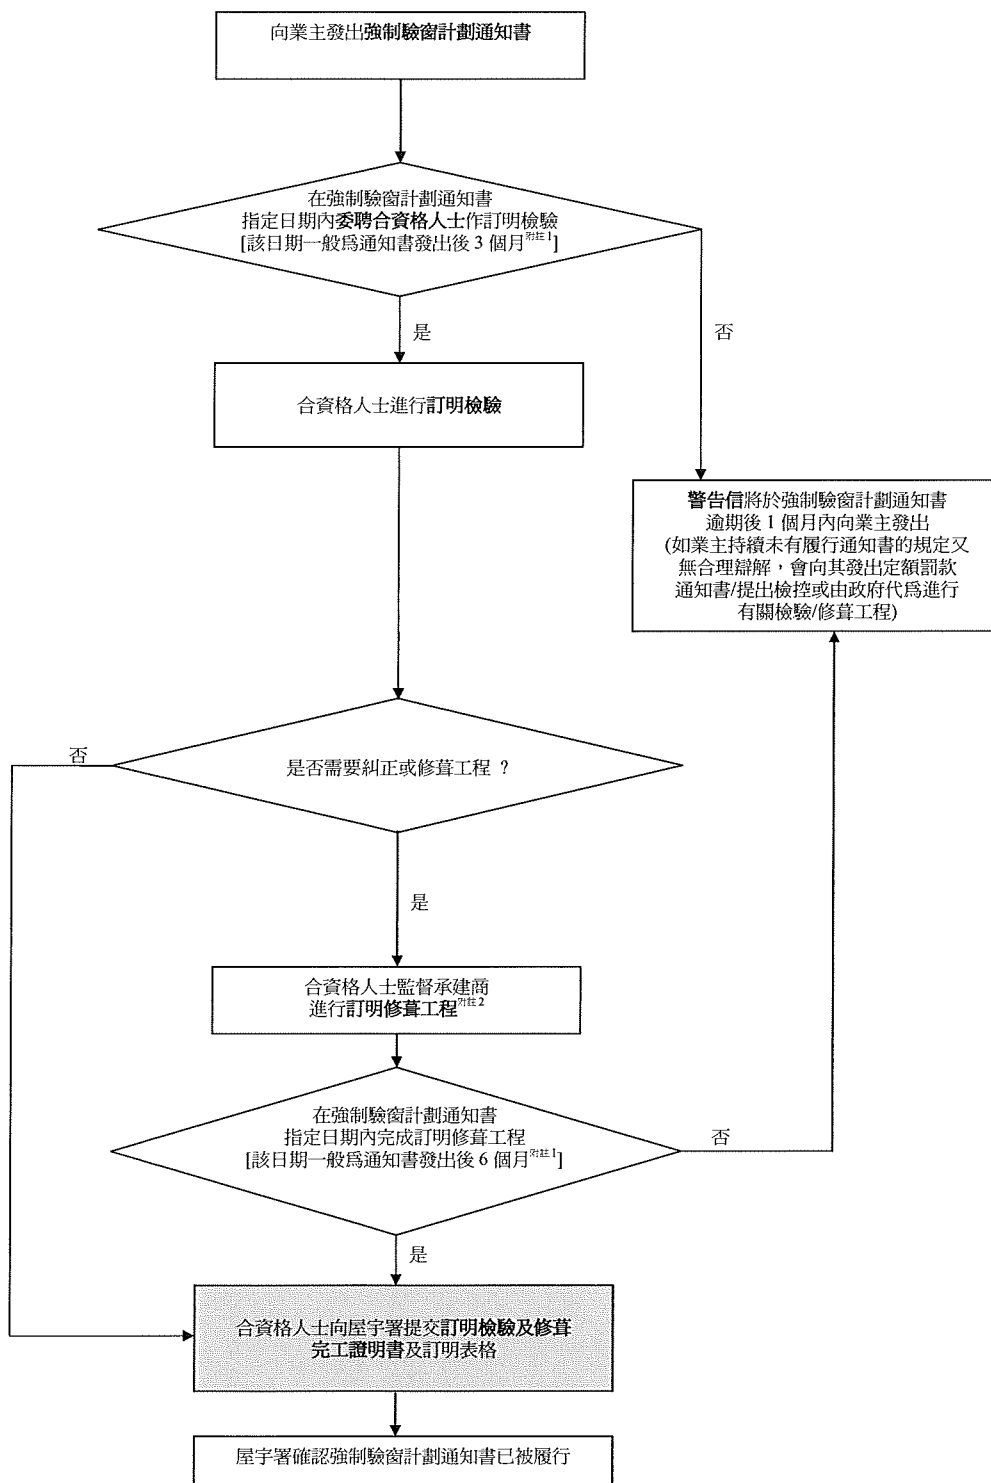 向業主發出強制驗窗計劃通知書
在強制驗窗計劃通知書
指定日期內委聘合資格人士作訂明檢驗
[該日期一般爲通知書發出後 3 個月附註1]
是
否
合資格人士進行訂明檢驗
警告信將於強制驗窗計劃通知書
逾期後 1 個月內向業主發出
(如業主持續未有履行通知書的規定又
無合理辯解，會向其發出定額罰款
通知書/提出檢控或由政府代爲進行
有關檢驗/修葺工程)
否
是否需要糾正或修葺工程 ？
是
合資格人士監督承建商
進行訂明修葺工程附註2
在強制驗窗計劃通知書
指定日期內完成訂明修葺工程
[該日期一般爲通知書發出後 6 個月附註1]
否
是
合資格人士向屋宇署提交訂明檢驗及修葺
完工證明書及訂明表格
屋宇署確認強制驗窗計劃通知書已被履行